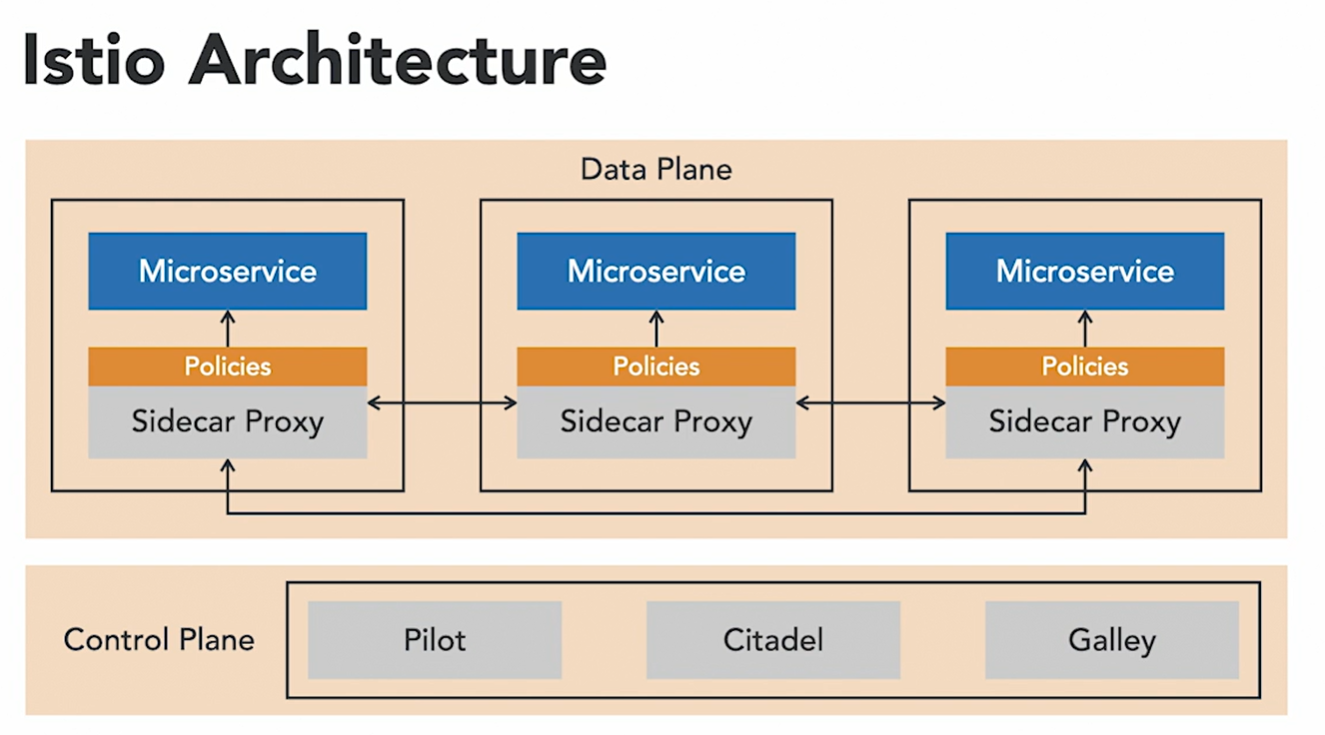 Istio Architecture
Data Plane
Microservice
Microservice
Microservice
Policies
Policies
Policies
Sidecar Proxy
Sidecar Proxy
Sidecar Proxy
Control Plane
Pilot
Citadel
Galley